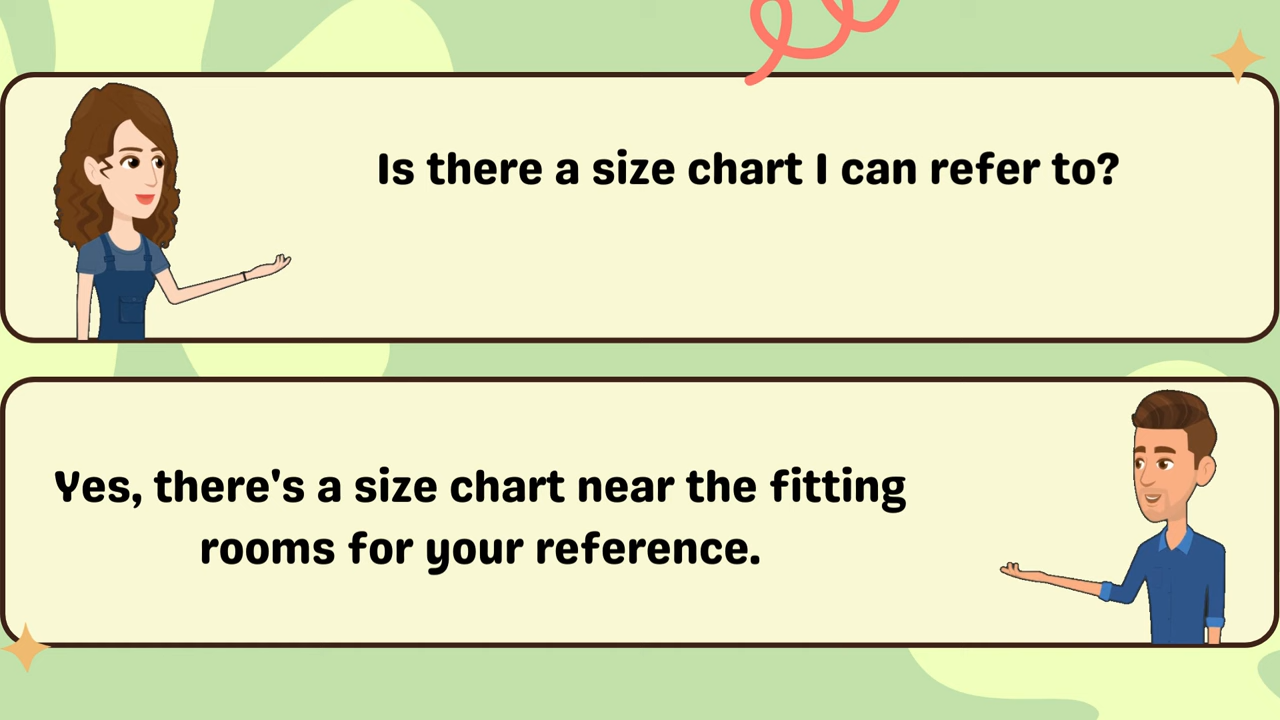 Is there a size chart I can refer to?
Yes, there's a size chart near the fitting
rooms for your reference.